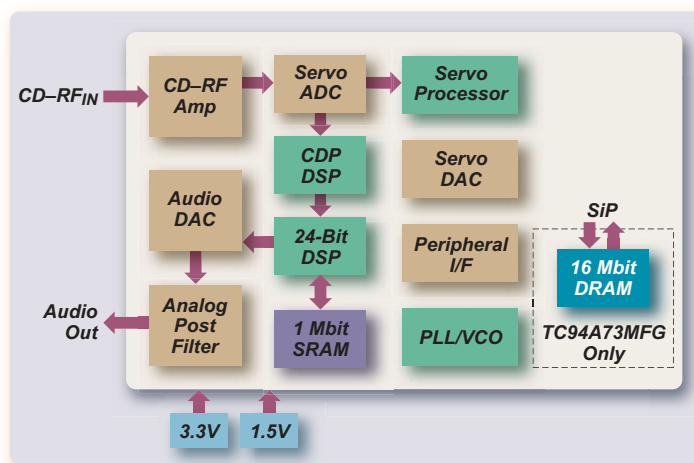 CD–RF
Amp
Servo
ADC
Servo
Processor
CD–RFIN
CDP
DSP
Servo
DAC
Audio
DAC
24-Bit
DSP
Peripheral
I/F
SiP
16 Mbit
DRAM
Audio
Out
Analog
Post
Filter
1 Mbit
SRAM
PLL/VCO
TC94A73MFG
Only
3.3V
1.5V